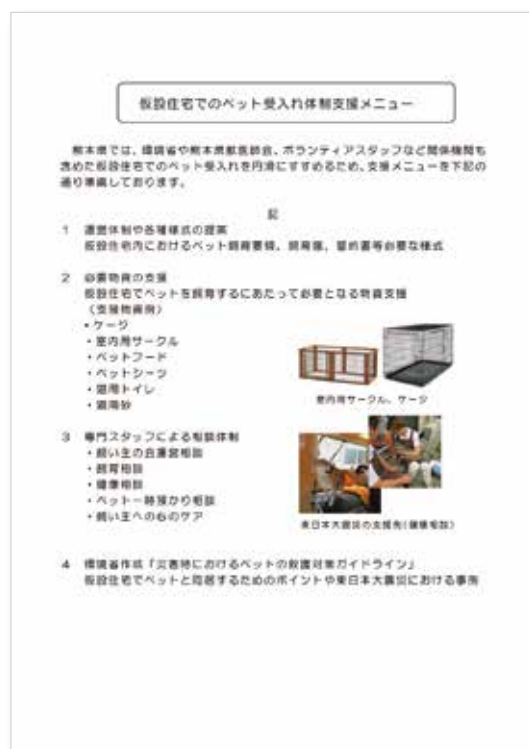 仮設住宅でのペット受入れ体制支援メニュー
熊本県では、環境省や熊本県獣医師会、ボランティアスタッフなど関係機関も
含めた仮設住宅でのペット受入れを円滑にすすめるため、支援メニューを下記の
通り準備しております。
記
1 運営体制や各種様式の提案
仮設住宅内におけるペット飼育要領、飼育届、誓約書等必要な様式
2 必要物資の支援
仮設住宅でペットを飼育するにあたって必要となる物資支援
(支援物資例)
・ケージ
・室内用サークル
・ペットフード
・ペットシーツ
・猫用トイレ
・猫用砂
室内用サークル、ケージ
3 専門スタッフによる相談体制
・飼い主の会運営相談
・飼育相談
・健康相談
・ペット一時預かり相談
・飼い主への心のケア
東日本大震災の支援例(健康相談)
4 環境省作成「災害時におけるペットの救護対策ガイドライン」
仮設住宅でペットと同居するためのポイントや東日本大震災における事例